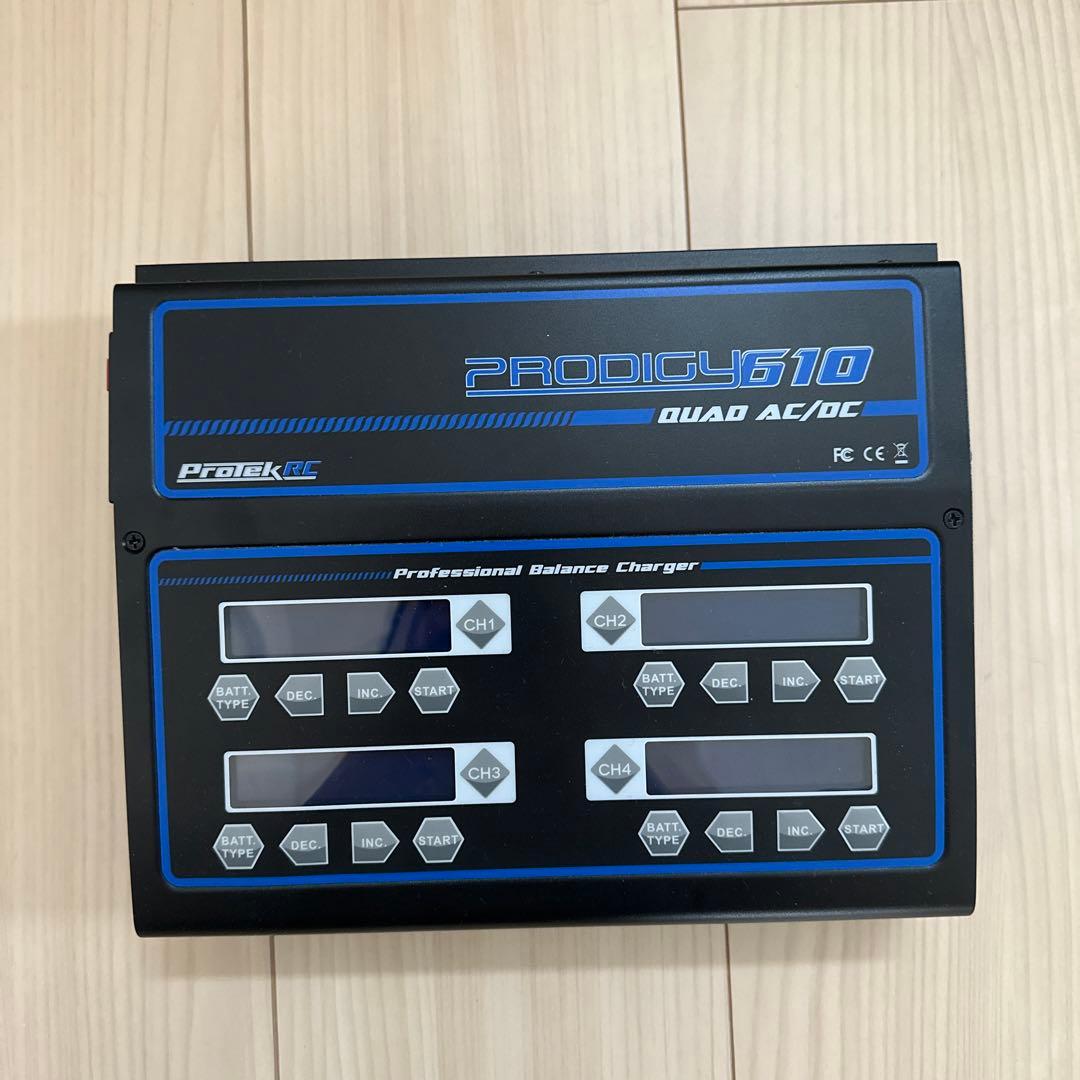 PRODIGY610
QUAD AC/DC
FC CE
ProTekRC
Professional Balance Charger
CH1
CH2
BATT. TYPE DEC. INC. START
BATT. TYPE DEC. INC. START
CH3
CH4
BATT. TYPE DEC. INC. START
BATT. TYPE DEC. INC. START